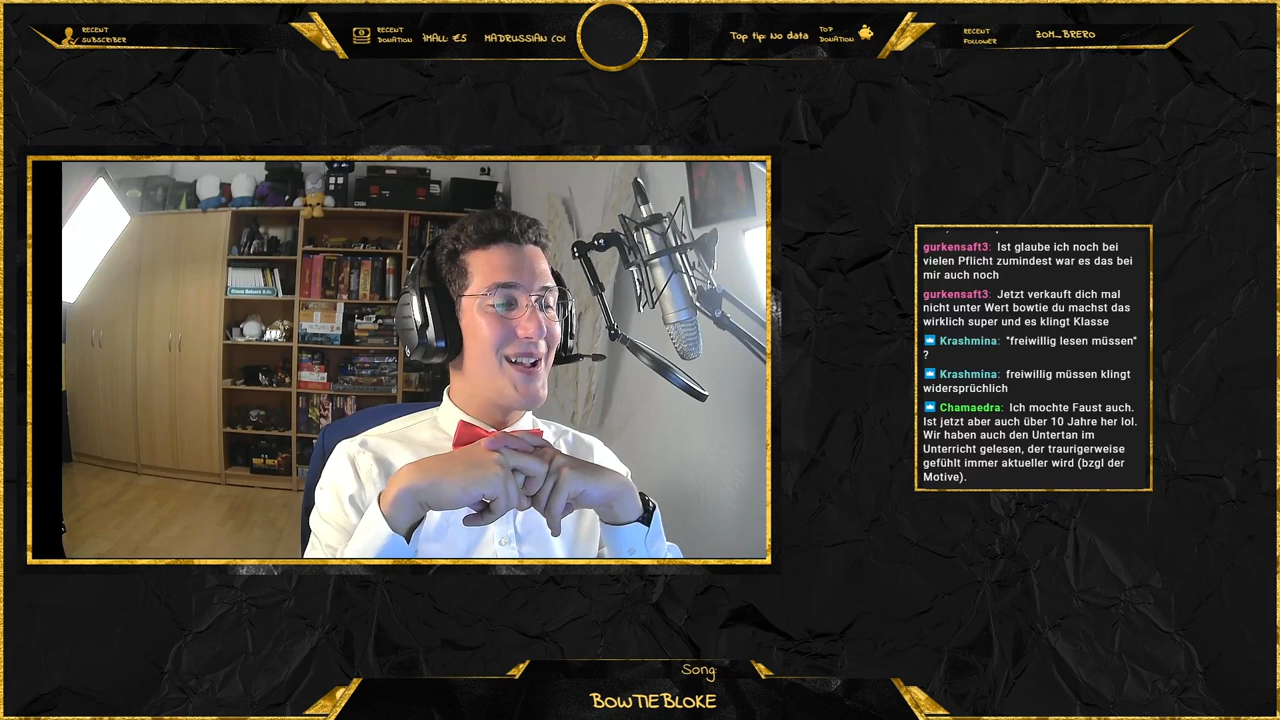 RECENT
SUBSCRIBER
RECENT
DONATION
€5
MADRUSSIAN
Top tip: No data
TOP
DONATION
RECENT
FOLLOWER
ZOM_BRERO
gurkensaft3: Ist glaube ich noch bei
vielen Pflicht zumindest war es das bei
mir auch noch
gurkensaft3: Jetzt verkauft dich mal
nicht unter Wert bowtie du machst das
wirklich super und es klingt Klasse
Krashmina: "freiwillig lesen müssen"
?
Krashmina: freiwillig müssen klingt
widersprüchlich
Chamaedra: Ich mochte Faust auch.
Ist jetzt aber auch über 10 Jahre her lol.
Wir haben auch den Untertan im
Unterricht gelesen, der traurigerweise
gefühlt immer aktueller wird (bzgl der
Motive).
Song:
BOWTIEBLOKE